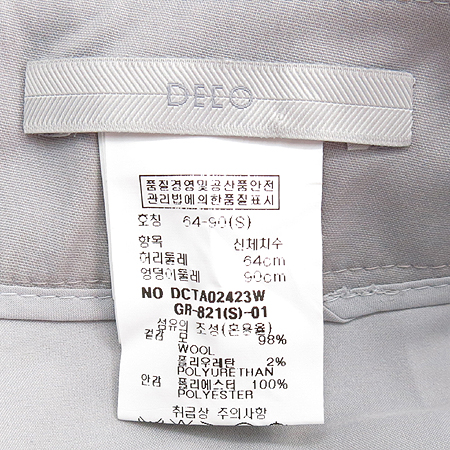 DECO
품질경영및공산품안전
관리법에의한품질표시
호칭 64-90(S)
항목 신체치수
허리둘레 64cm
엉덩이둘레 90cm
NO DCTA02423W
GR-821(S)-01
섬유의 조성(혼용율)
겉감 모 98%
WOOL
폴리우레탄 2%
POLYURETHAN
안감 폴리에스터 100%
POLYESTER
취급상 주의사항